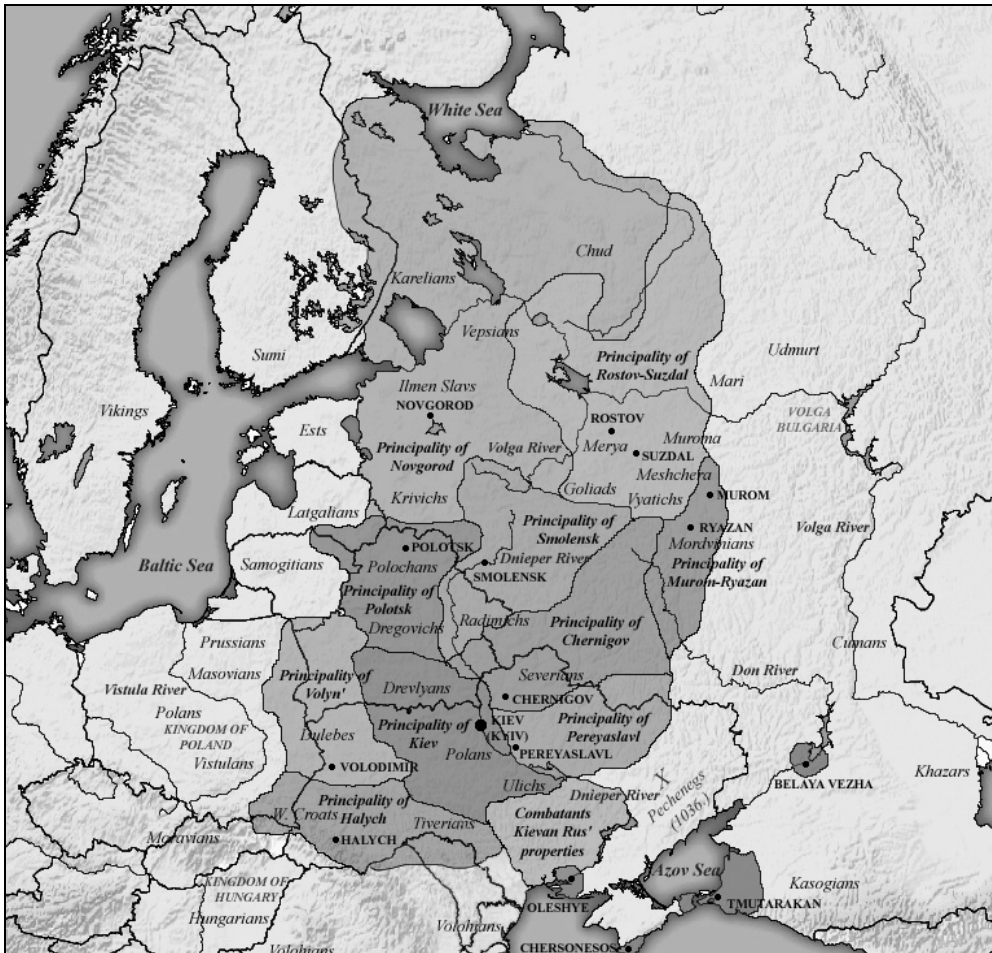 White Sea
Chud
Karelians
Vepsians
Sumi
Principality of
Rostov-Suzdal
Udmurt
Mari
Ilmen Slavs
NOVGOROD
Vikings
VOLGA
BULGARIA
ROSTOV
Ests
Principality of
Novgorod
Volga River
Merya
Muroma
SUZDAL
Meshchera
Goliads
Vyatichs
MUROM
Krivichs
Latgalians
Principality of
Smolensk
RYAZAN
Volga River
Mordvinians
POLOTSK
Dnieper River
Baltic Sea
Samogitians
Polochans
SMOLENSK
Principality of
Murom-Ryazan
Principality of
Polotsk
Radimichs
Principality of
Chernigov
Dregovichs
Prussians
Cumans
Masovians
Principality of
Volyn'
Severians
Don River
Vistula River
Drevlyans
CHERNIGOV
Polans
KINGDOM OF
POLAND
Principality of
Kiev
KIEV
(KYIV)
Principality of
Pereyaslavl
Dulebes
Vistulans
Polans
PEREYASLAVL
VOLODIMIR
Khazars
Ulichs
X
BELAYA VEZHA
Dnieper River
Pechenegs
(1036.)
Principality of
Halych
W. Croats
Tiverians
Combatants
Kievan Rus'
properties
Moravians
HALYCH
Azov Sea
KINGDOM OF
HUNGARY
Kasogians
OLESHYE
TMUTARAKAN
Hungarians
Volohians
Volohians
CHERSONESOS